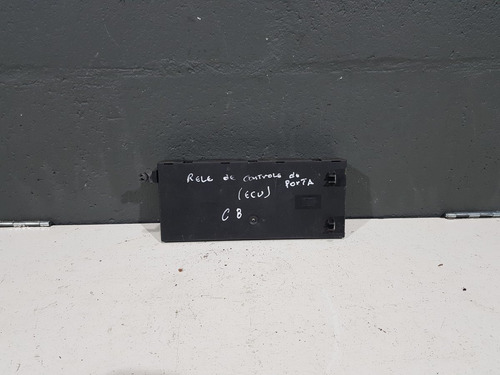 RELE DE CONTROLE DA PORTA
(ECU)
C8